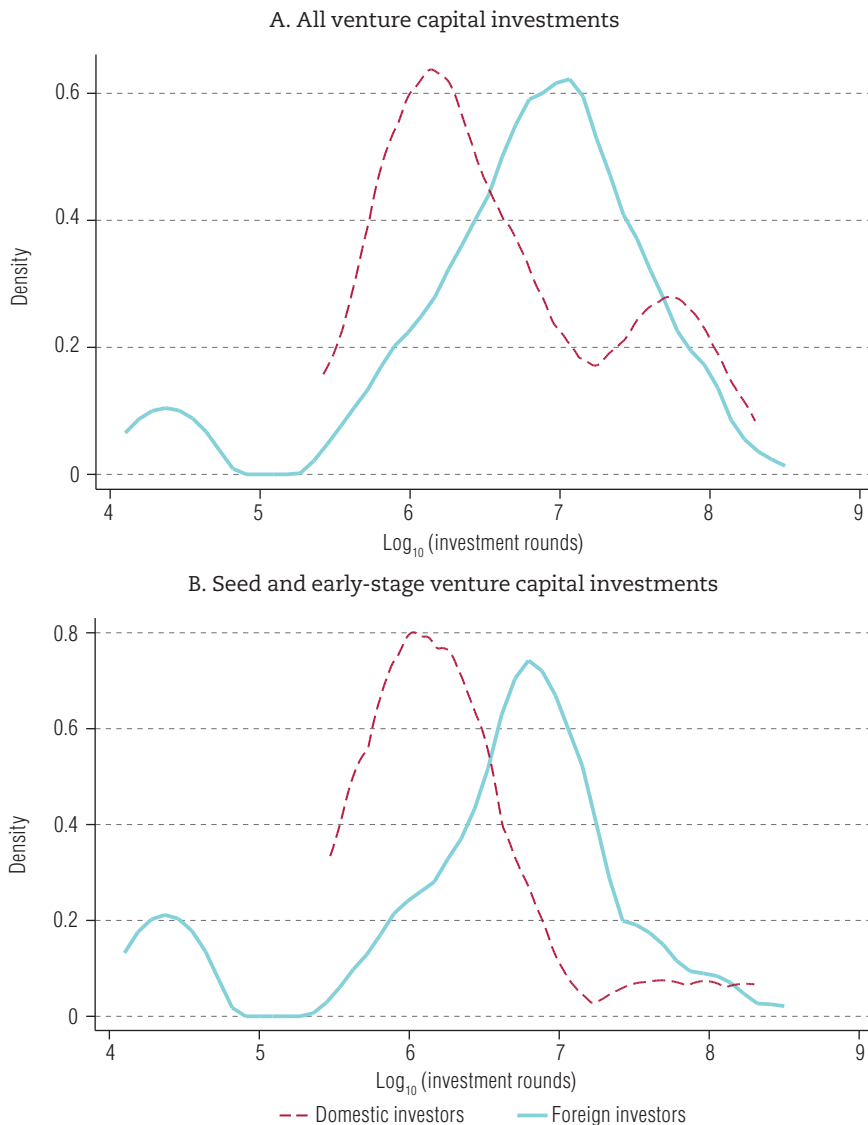 A. All venture capital investments
Density
0.6
0.4
0.2
0
4 5 6 7 8 9
Log₁₀ (investment rounds)
B. Seed and early-stage venture capital investments
Density
0.8
0.6
0.4
0.2
0
4 5 6 7 8 9
Log₁₀ (investment rounds)
Domestic investors Foreign investors